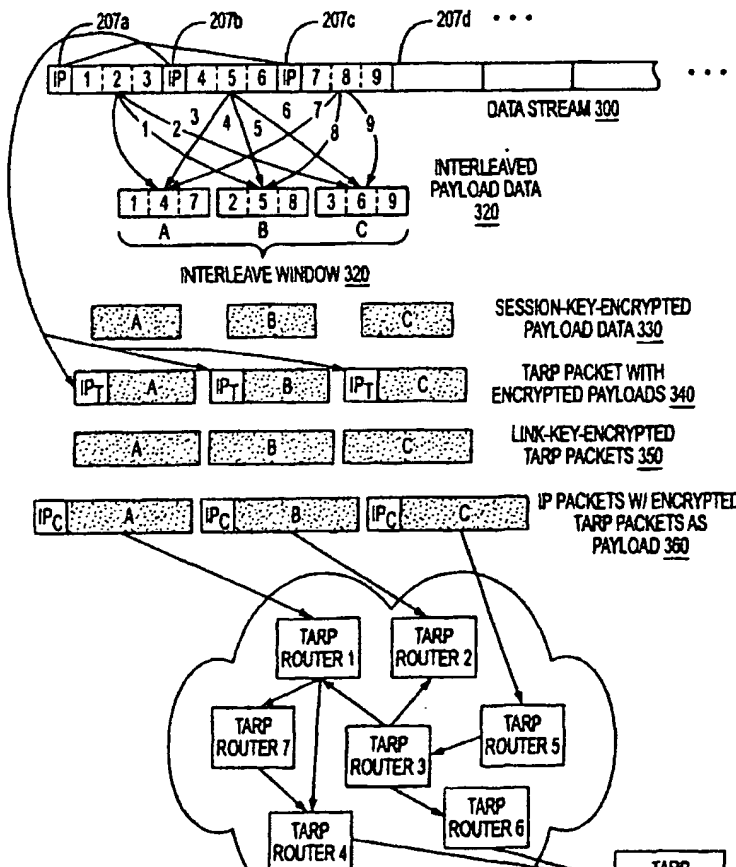 207a 207b 207c 207d • • •
IP 1 2 3 IP 4 5 6 IP 7 8 9 • • •
DATA STREAM 300
1 2 3 4 5 6 7 8 9
INTERLEAVED
PAYLOAD DATA
320
1 4 7 2 5 8 3 6 9
A B C
INTERLEAVE WINDOW 320
A B C
SESSION-KEY-ENCRYPTED
PAYLOAD DATA 330
IPT A IPT B IPT C
TARP PACKET WITH
ENCRYPTED PAYLOADS 340
A B C
LINK-KEY-ENCRYPTED
TARP PACKETS 350
IPC A IPC B IPC C
IP PACKETS W/ ENCRYPTED
TARP PACKETS AS
PAYLOAD 360
TARP
ROUTER 1
TARP
ROUTER 2
TARP
ROUTER 7
TARP
ROUTER 3
TARP
ROUTER 5
TARP
ROUTER 6
TARP
ROUTER 4
TARP